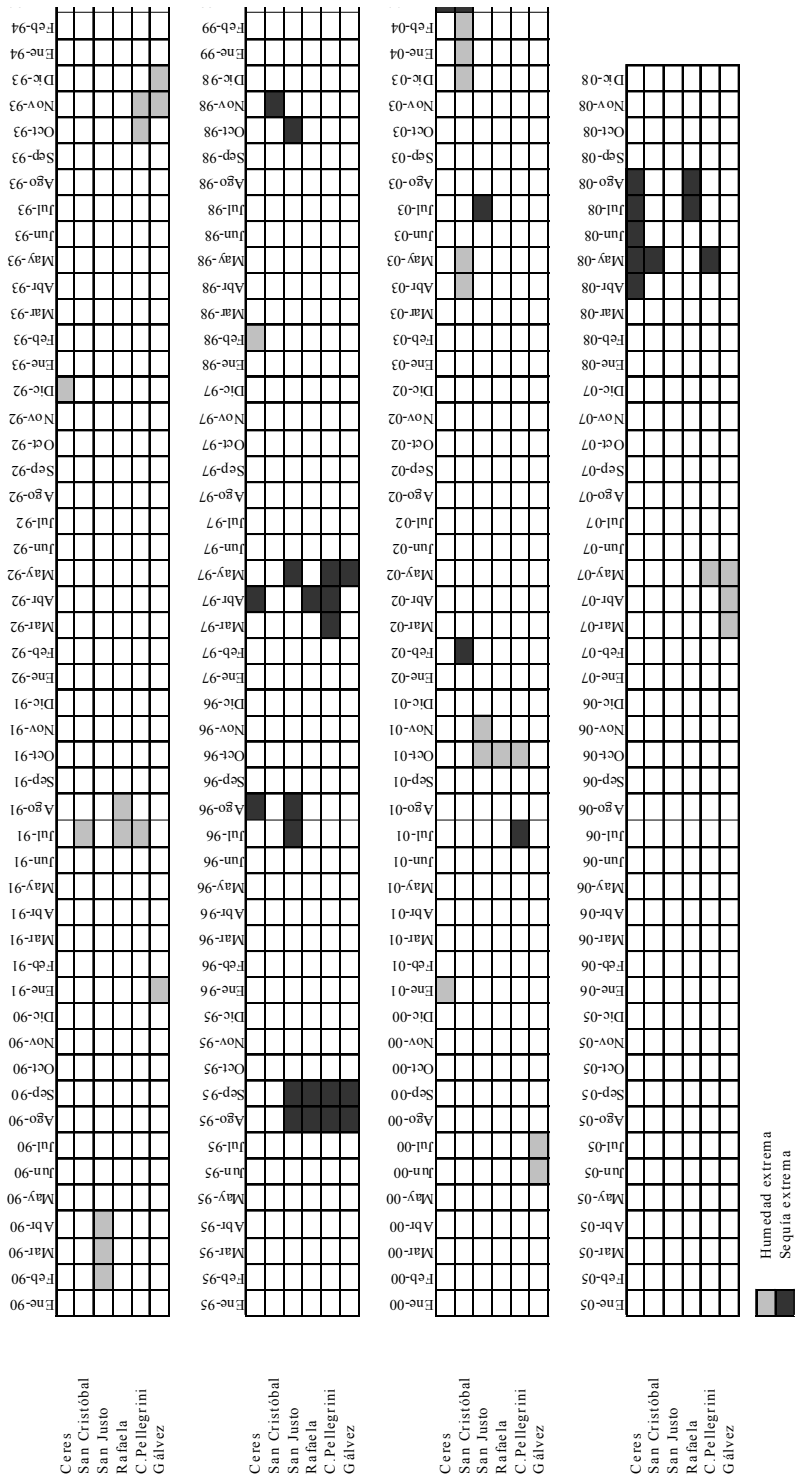 Ene-90
Feb-90
Mar-90
Abr-90
May-90
Jun-90
Jul-90
Ago-90
Sep-90
Oct-90
Nov-90
Dic-90
Ene-91
Feb-91
Mar-91
Abr-91
May-91
Jun-91
Jul-91
Ago-91
Sep-91
Oct-91
Nov-91
Dic-91
Ene-92
Feb-92
Mar-92
Abr-92
May-92
Jun-92
Jul-92
Ago-92
Sep-92
Oct-92
Nov-92
Dic-92
Ene-93
Feb-93
Mar-93
Abr-93
May-93
Jun-93
Jul-93
Ago-93
Sep-93
Oct-93
Nov-93
Dic-93
Ene-94
Feb-94
Ceres
San Cristóbal
San Justo
Rafaela
C.Pellegrini
Gálvez
Ene-95
Feb-95
Mar-95
Abr-95
May-95
Jun-95
Jul-95
Ago-95
Sep-95
Oct-95
Nov-95
Dic-95
Ene-96
Feb-96
Mar-96
Abr-96
May-96
Jun-96
Jul-96
Ago-96
Sep-96
Oct-96
Nov-96
Dic-96
Ene-97
Feb-97
Mar-97
Abr-97
May-97
Jun-97
Jul-97
Ago-97
Sep-97
Oct-97
Nov-97
Dic-97
Ene-98
Feb-98
Mar-98
Abr-98
May-98
Jun-98
Jul-98
Ago-98
Sep-98
Oct-98
Nov-98
Dic-98
Ene-99
Feb-99
Ceres
San Cristóbal
San Justo
Rafaela
C.Pellegrini
Gálvez
Ene-00
Feb-00
Mar-00
Abr-00
May-00
Jun-00
Jul-00
Ago-00
Sep-00
Oct-00
Nov-00
Dic-00
Ene-01
Feb-01
Mar-01
Abr-01
May-01
Jun-01
Jul-01
Ago-01
Sep-01
Oct-01
Nov-01
Dic-01
Ene-02
Feb-02
Mar-02
Abr-02
May-02
Jun-02
Jul-02
Ago-02
Sep-02
Oct-02
Nov-02
Dic-02
Ene-03
Feb-03
Mar-03
Abr-03
May-03
Jun-03
Jul-03
Ago-03
Sep-03
Oct-03
Nov-03
Dic-03
Ene-04
Feb-04
Ceres
San Cristóbal
San Justo
Rafaela
C.Pellegrini
Gálvez
Ene-05
Feb-05
Mar-05
Abr-05
May-05
Jun-05
Jul-05
Ago-05
Sep-05
Oct-05
Nov-05
Dic-05
Ene-06
Feb-06
Mar-06
Abr-06
May-06
Jun-06
Jul-06
Ago-06
Sep-06
Oct-06
Nov-06
Dic-06
Ene-07
Feb-07
Mar-07
Abr-07
May-07
Jun-07
Jul-07
Ago-07
Sep-07
Oct-07
Nov-07
Dic-07
Ene-08
Feb-08
Mar-08
Abr-08
May-08
Jun-08
Jul-08
Ago-08
Sep-08
Oct-08
Nov-08
Dic-08
Ceres
San Cristóbal
San Justo
Rafaela
C.Pellegrini
Gálvez
Humedad extrema
Sequía extrema